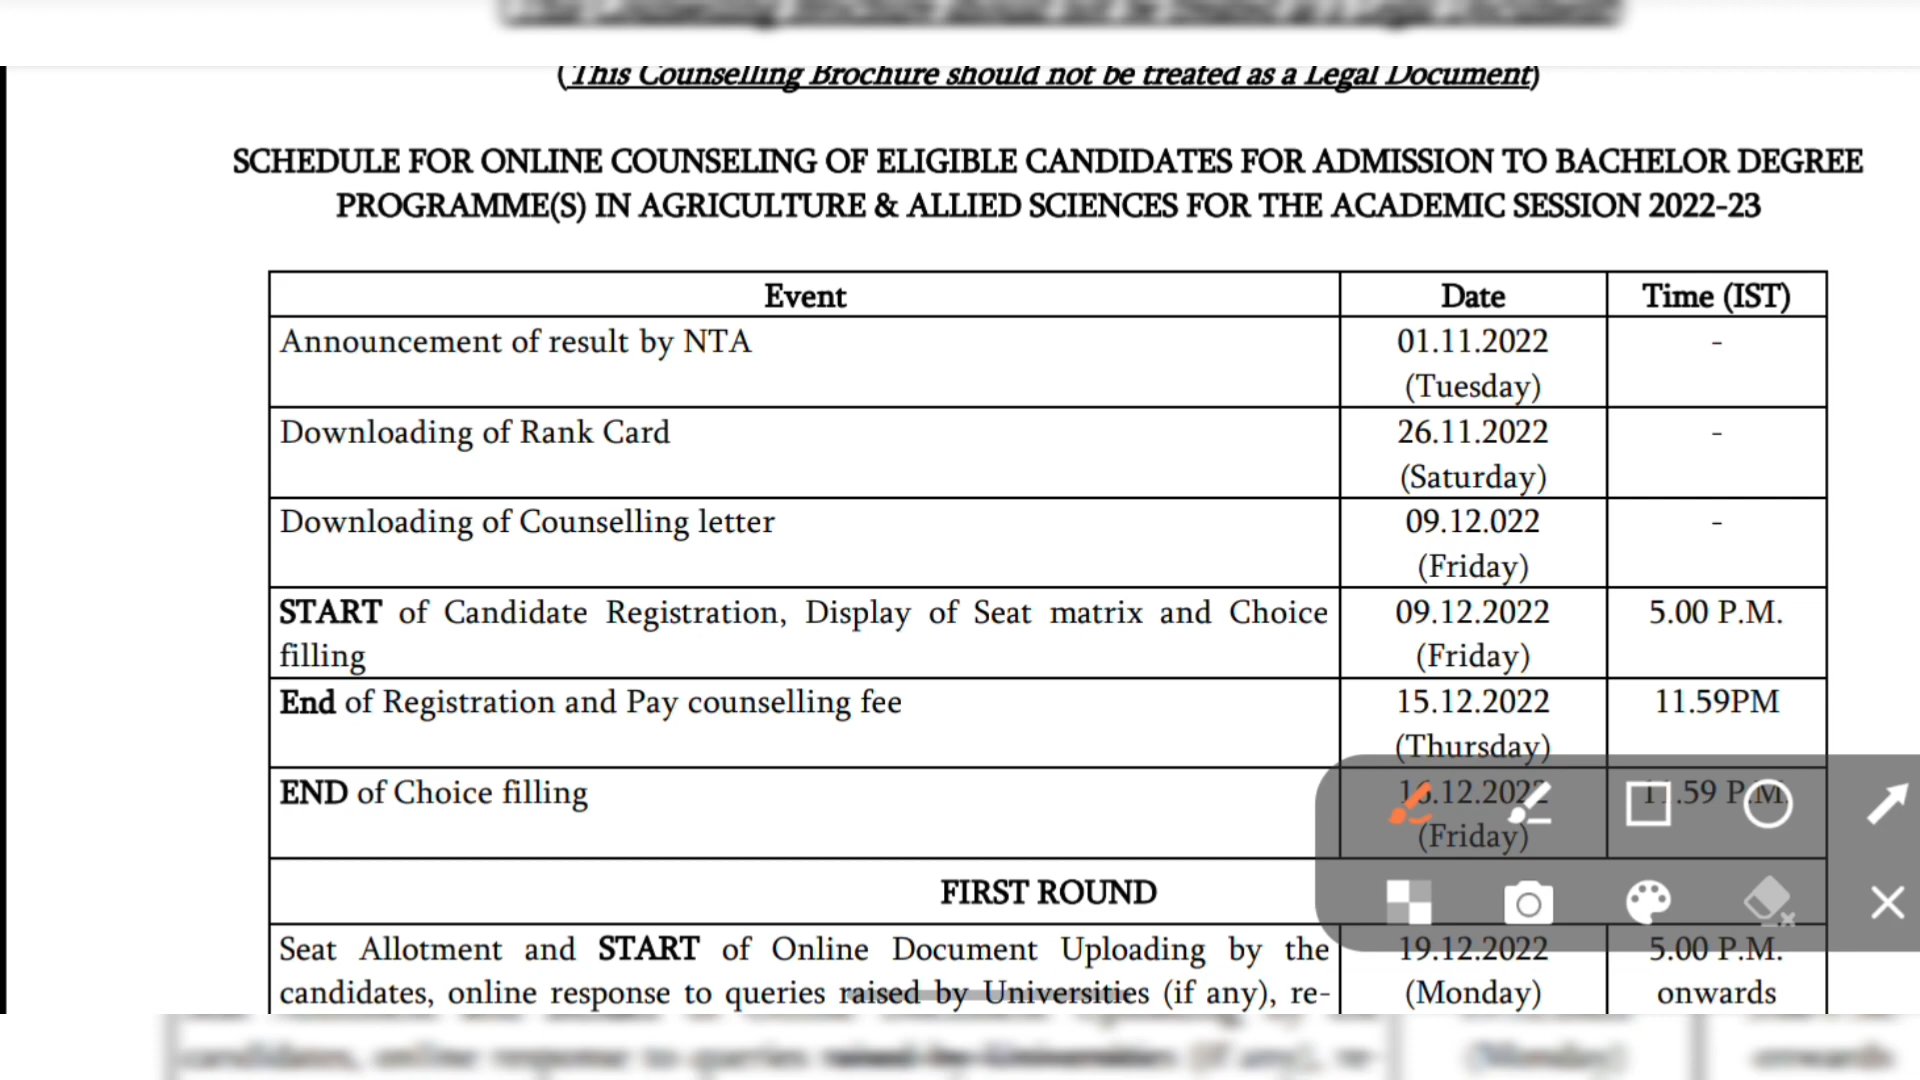 (This Counselling Brochure should not be treated as a Legal Document)
SCHEDULE FOR ONLINE COUNSELING OF ELIGIBLE CANDIDATES FOR ADMISSION TO BACHELOR DEGREE
PROGRAMME(S) IN AGRICULTURE & ALLIED SCIENCES FOR THE ACADEMIC SESSION 2022-23
Event Date Time (IST)
Announcement of result by NTA 01.11.2022 -
(Tuesday)
Downloading of Rank Card 26.11.2022 -
(Saturday)
Downloading of Counselling letter 09.12.022 -
(Friday)
START of Candidate Registration, Display of Seat matrix and Choice 09.12.2022 5.00 P.M.
filling (Friday)
End of Registration and Pay counselling fee 15.12.2022 11.59PM
(Thursday)
END of Choice filling 16.12.2022 11.59 P.M.
(Friday)
FIRST ROUND
Seat Allotment and START of Online Document Uploading by the 19.12.2022 5.00 P.M.
candidates, online response to queries raised by Universities (if any), re- (Monday) onwards